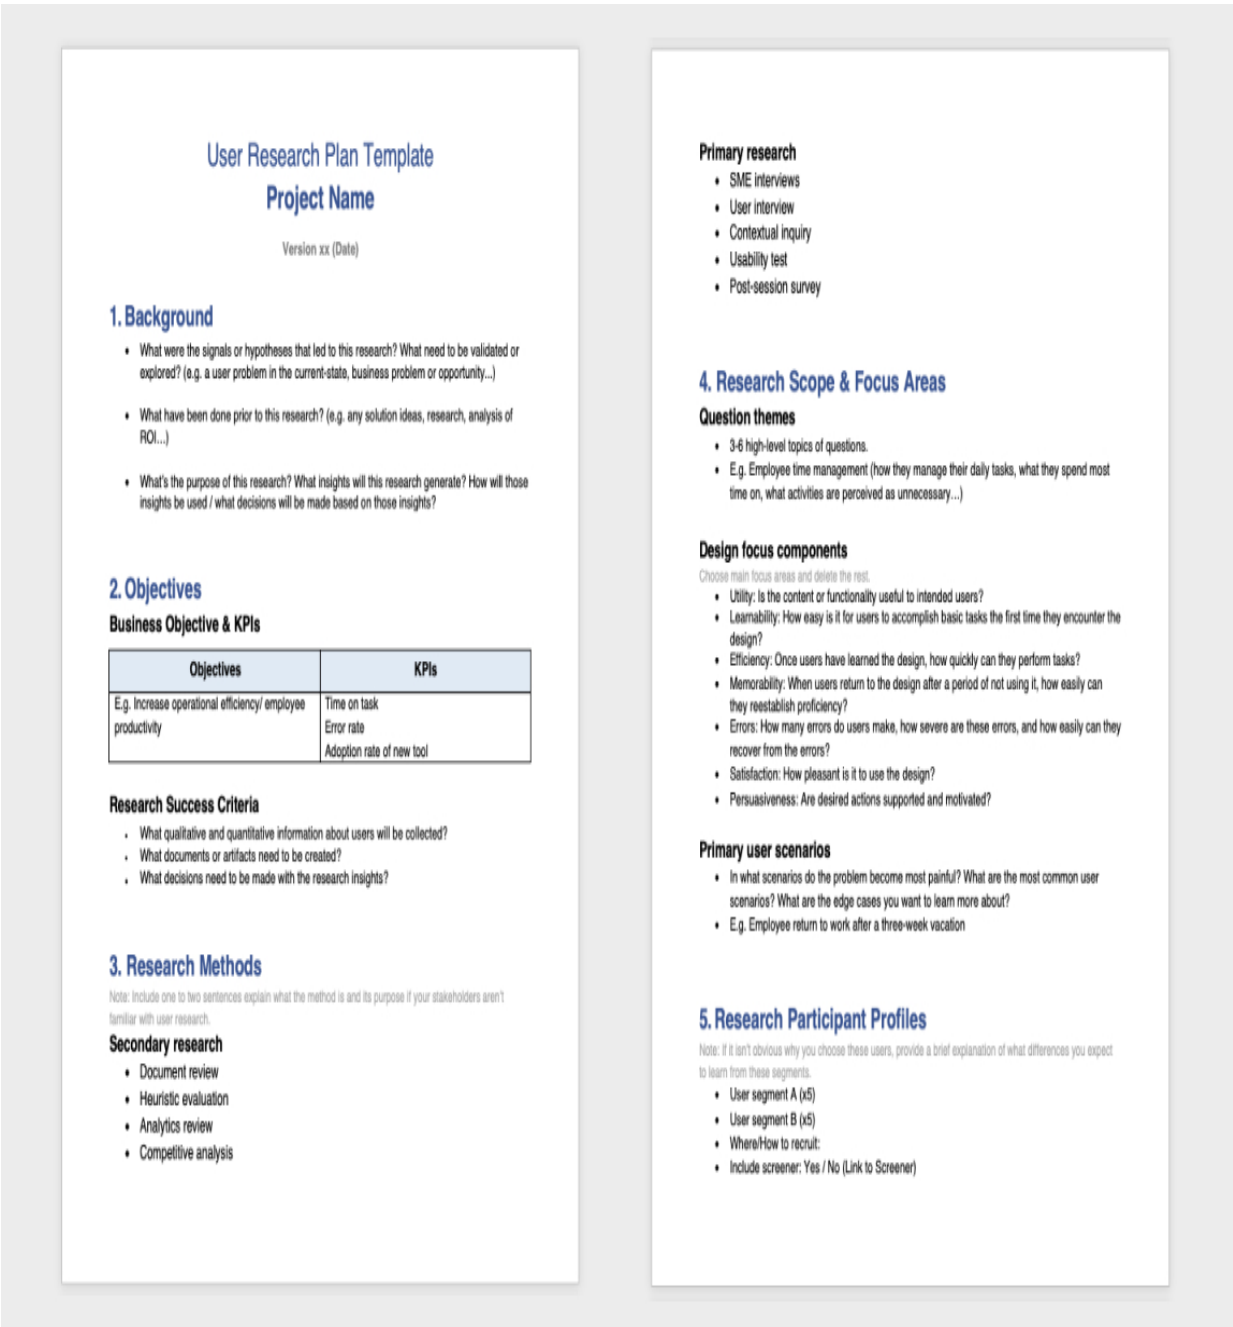 User Research Plan Template
Project Name
Version xx (Date)
1. Background
• What were the signals or hypotheses that led to this research? What need to be validated or
explored? (e.g. a user problem in the current-state, business problem or opportunity...)
• What have been done prior to this research? (e.g. any solution ideas, research, analysis of
ROI...)
• What's the purpose of this research? What insights will this research generate? How will those
insights be used / what decisions will be made based on those insights?
2. Objectives
Business Objective & KPIs
Objectives KPIs
E.g. Increase operational efficiency/ employee Time on task
productivity Error rate
Adoption rate of new tool
Research Success Criteria
• What qualitative and quantitative information about users will be collected?
• What documents or artifacts need to be created?
• What decisions need to be made with the research insights?
3. Research Methods
Note: Include one to two sentences explain what the method is and its purpose if your stakeholders aren't
familiar with user research.
Secondary research
• Document review
• Heuristic evaluation
• Analytics review
• Competitive analysis
Primary research
• SME interviews
• User interview
• Contextual inquiry
• Usability test
• Post-session survey
4. Research Scope & Focus Areas
Question themes
• 3-6 high-level topics of questions.
• E.g. Employee time management (how they manage their daily tasks, what they spend most
time on, what activities are perceived as unnecessary...)
Design focus components
Choose main focus areas and delete the rest.
• Utility: Is the content or functionality useful to intended users?
• Learnability: How easy is it for users to accomplish basic tasks the first time they encounter the
design?
• Efficiency: Once users have learned the design, how quickly can they perform tasks?
• Memorability: When users return to the design after a period of not using it, how easily can
they reestablish proficiency?
• Errors: How many errors do users make, how severe are these errors, and how easily can they
recover from the errors?
• Satisfaction: How pleasant is it to use the design?
• Persuasiveness: Are desired actions supported and motivated?
Primary user scenarios
• In what scenarios do the problem become most painful? What are the most common user
scenarios? What are the edge cases you want to learn more about?
• E.g. Employee return to work after a three-week vacation
5. Research Participant Profiles
Note: If it isn't obvious why you choose these users, provide a brief explanation of what differences you expect
to learn from these segments.
• User segment A (x5)
• User segment B (x5)
• Where/How to recruit:
• Include screener: Yes / No (Link to Screener)